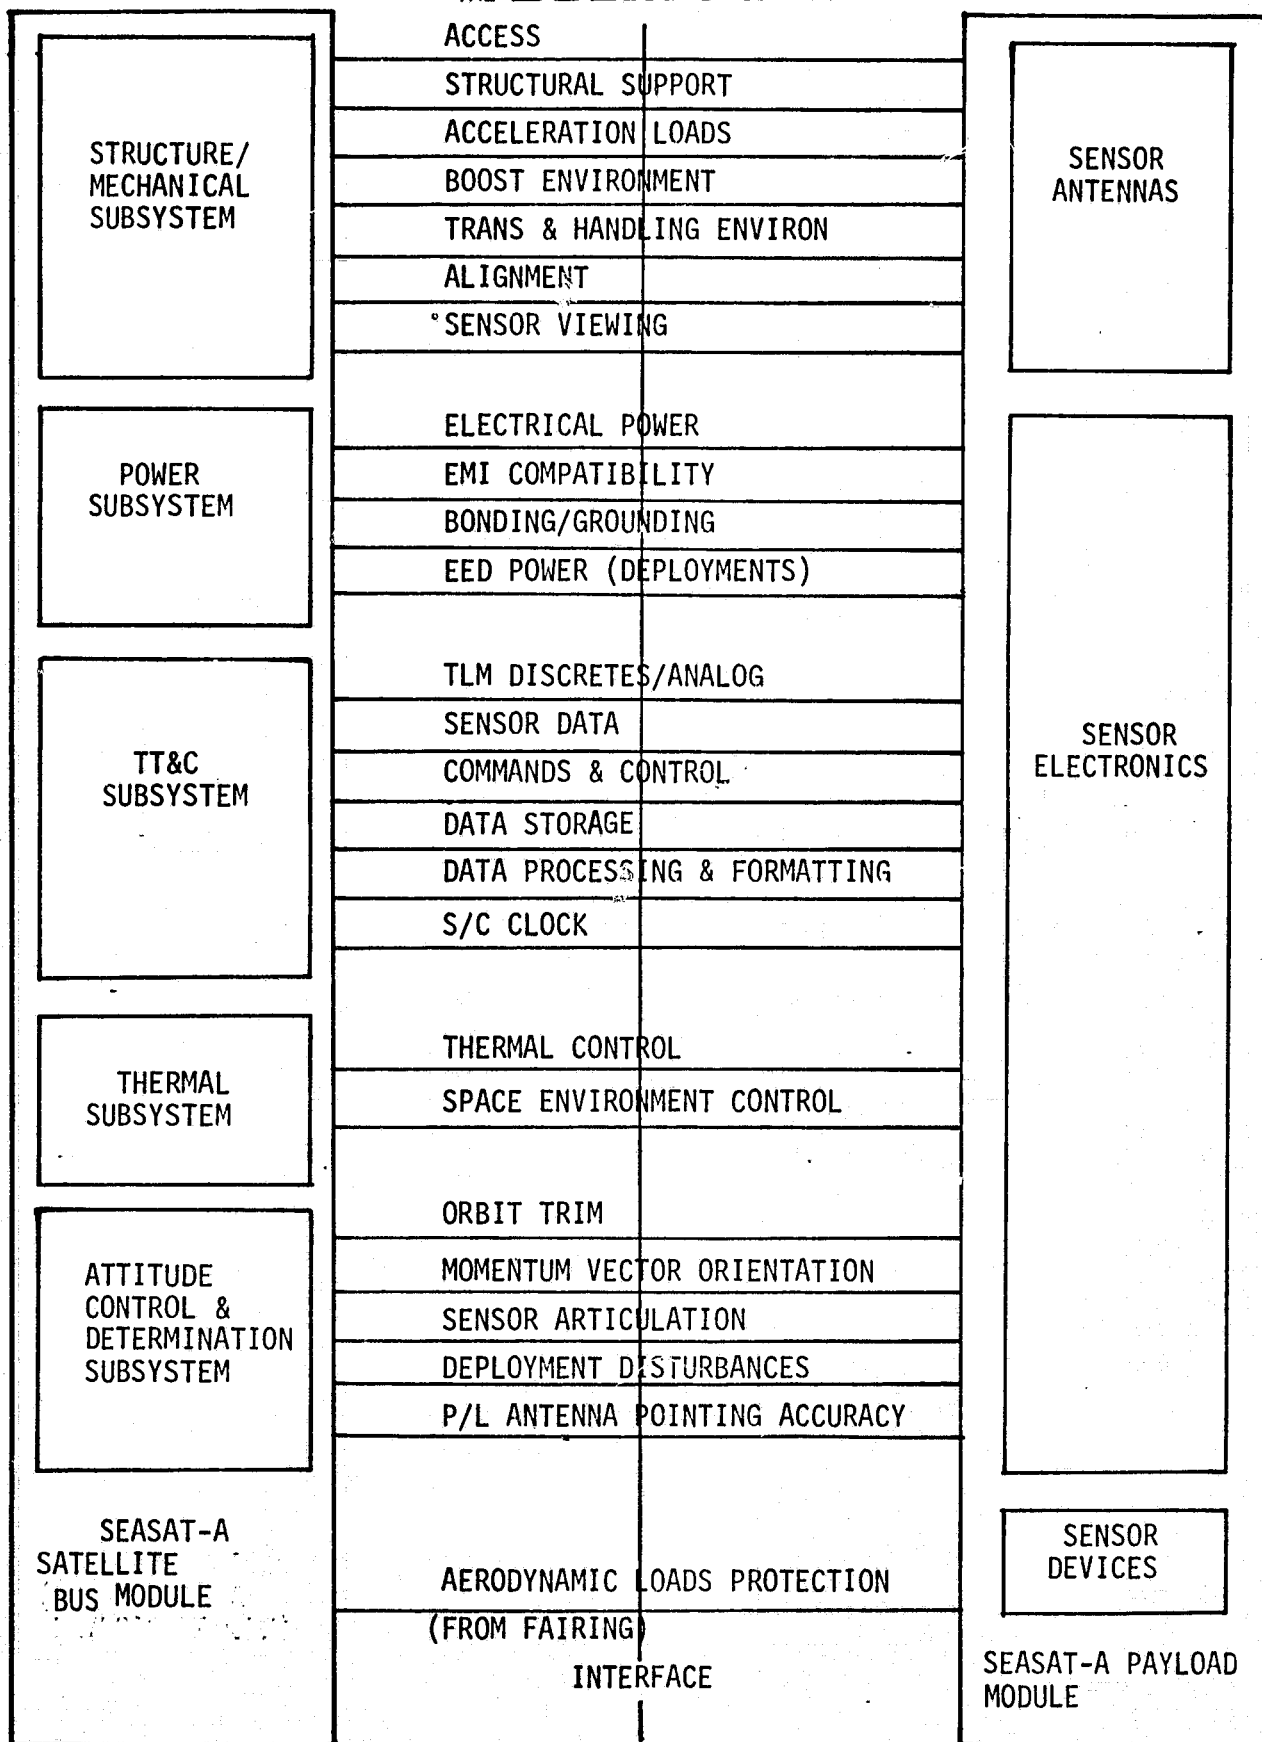 STRUCTURE/
MECHANICAL
SUBSYSTEM
POWER
SUBSYSTEM
TT&C
SUBSYSTEM
THERMAL
SUBSYSTEM
ATTITUDE
CONTROL &
DETERMINATION
SUBSYSTEM
SEASAT-A
SATELLITE
BUS MODULE
ACCESS
STRUCTURAL SUPPORT
ACCELERATION LOADS
BOOST ENVIRONMENT
TRANS & HANDLING ENVIRON
ALIGNMENT
SENSOR VIEWING
ELECTRICAL POWER
EMI COMPATIBILITY
BONDING/GROUNDING
EED POWER (DEPLOYMENTS)
TLM DISCRETES/ANALOG
SENSOR DATA
COMMANDS & CONTROL
DATA STORAGE
DATA PROCESSING & FORMATTING
S/C CLOCK
THERMAL CONTROL
SPACE ENVIRONMENT CONTROL
ORBIT TRIM
MOMENTUM VECTOR ORIENTATION
SENSOR ARTICULATION
DEPLOYMENT DISTURBANCES
P/L ANTENNA POINTING ACCURACY
AERODYNAMIC LOADS PROTECTION
(FROM FAIRING)
INTERFACE
SENSOR
ANTENNAS
SENSOR
ELECTRONICS
SENSOR
DEVICES
SEASAT-A PAYLOAD
MODULE